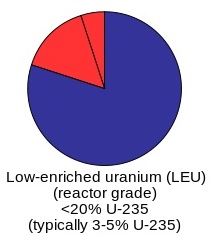 Low-enriched uranium (LEU)
(reactor grade)
<20% U-235
(typically 3-5% U-235)